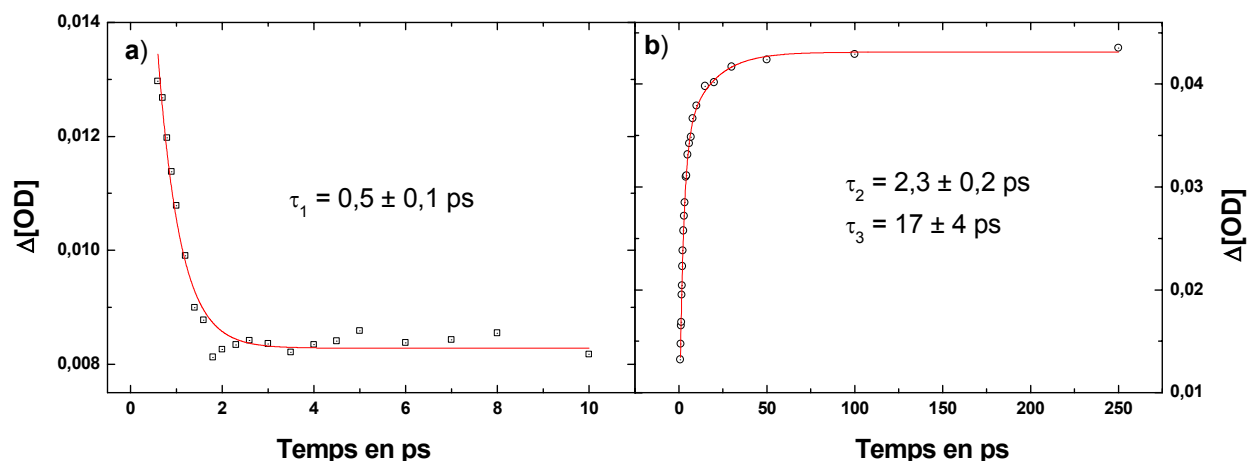 a)
0,014
0,012
0,010
0,008
Δ[OD]
τ1 = 0,5 ± 0,1 ps
0 2 4 6 8 10
Temps en ps
b)
0,04
0,03
0,02
0,01
Δ[OD]
τ2 = 2,3 ± 0,2 ps
τ3 = 17 ± 4 ps
0 50 100 150 200 250
Temps en ps